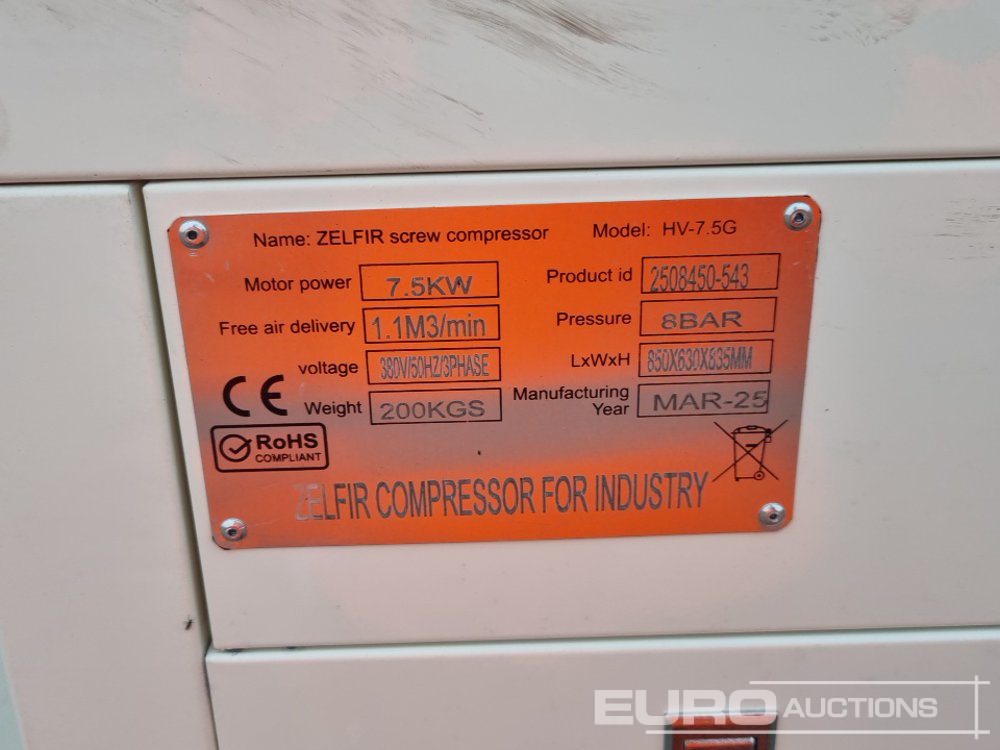 Name: ZELFIR screw compressor Model: HV-7.5G
Motor power 7.5KW Product id 2508450-543
Free air delivery 1.1M3/min Pressure 8BAR
voltage 380V/50HZ/3PHASE LxWxH 850X630X835MM
CE Weight 200KGS Manufacturing Year MAR-25
RoHS
COMPLIANT
ZELFIR COMPRESSOR FOR INDUSTRY
EURO AUCTIONS